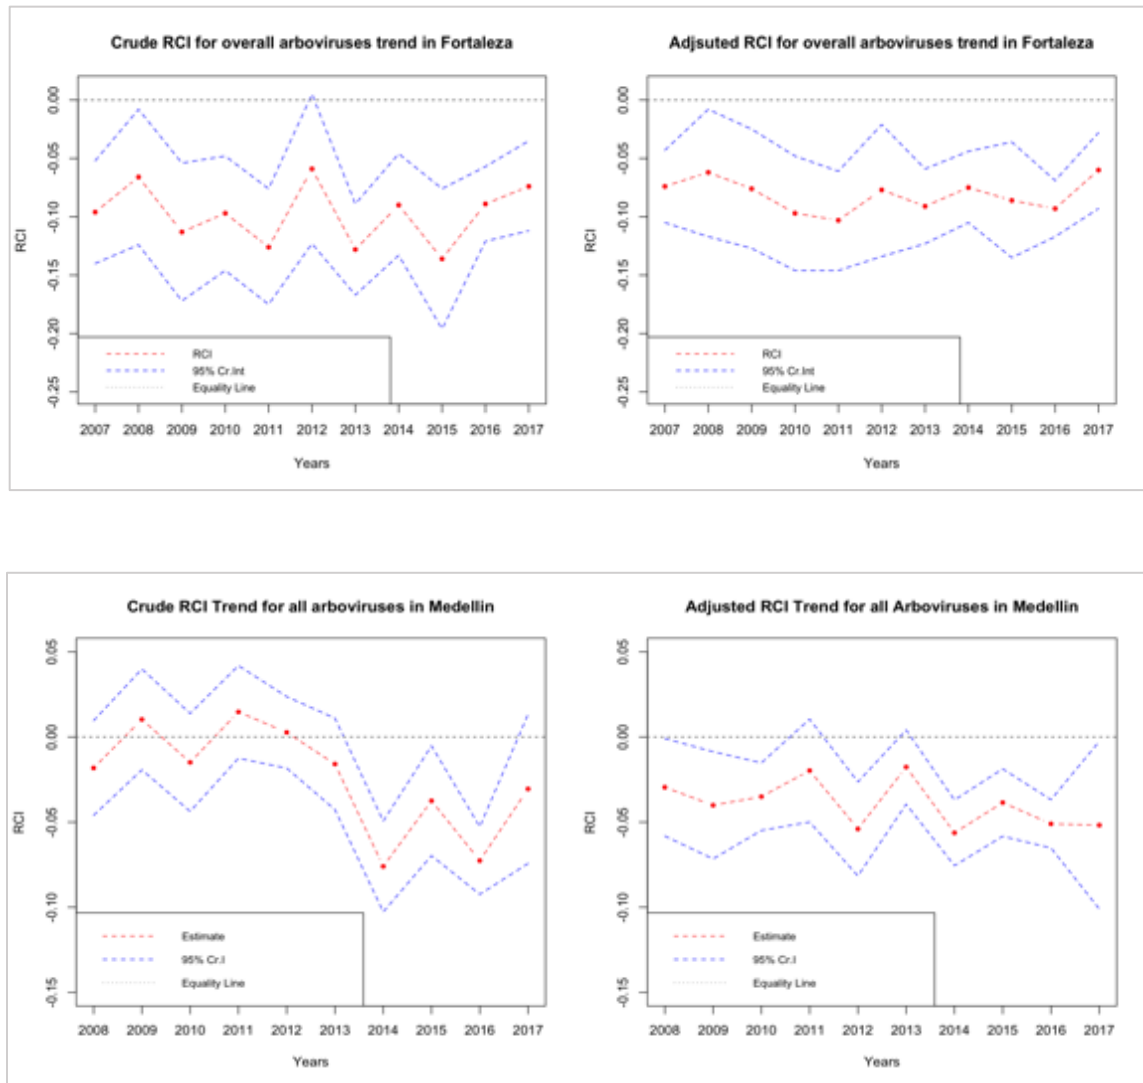 Crude RCI for overall arboviruses trend in Fortaleza
RCI
0.00
-0.05
-0.10
-0.15
-0.20
-0.25
RCI
95% Cr.Int
Equality Line
2007 2008 2009 2010 2011 2012 2013 2014 2015 2016 2017
Years
Adjsuted RCI for overall arboviruses trend in Fortaleza
RCI
0.00
-0.05
-0.10
-0.15
-0.20
-0.25
RCI
95% Cr.Int
Equality Line
2007 2008 2009 2010 2011 2012 2013 2014 2015 2016 2017
Years
Crude RCI Trend for all arboviruses in Medellin
RCI
0.05
0.00
-0.05
-0.10
-0.15
Estimate
95% Cr.I
Equality Line
2008 2009 2010 2011 2012 2013 2014 2015 2016 2017
Years
Adjusted RCI Trend for all Arboviruses in Medellin
RCI
0.05
0.00
-0.05
-0.10
-0.15
Estimate
95% Cr.I
Equality Line
2008 2009 2010 2011 2012 2013 2014 2015 2016 2017
Years